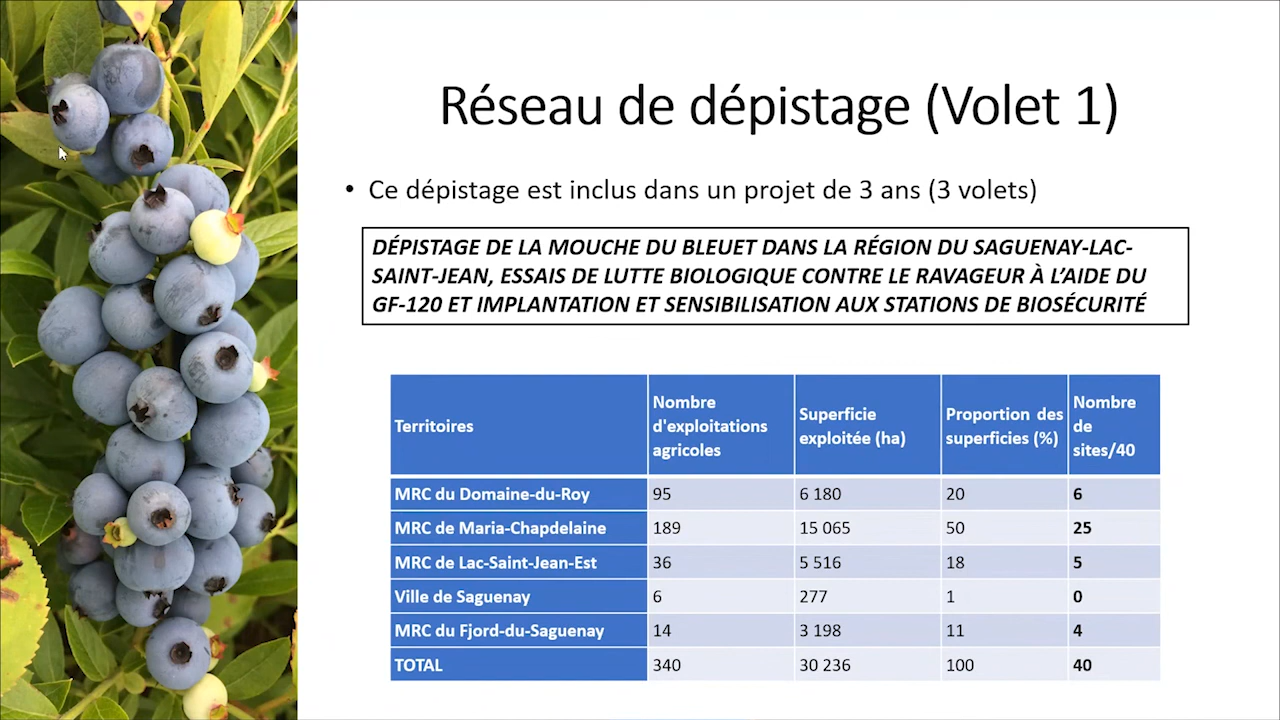 Réseau de dépistage (Volet 1)
• Ce dépistage est inclus dans un projet de 3 ans (3 volets)
DÉPISTAGE DE LA MOUCHE DU BLEUET DANS LA RÉGION DU SAGUENAY-LAC-
SAINT-JEAN, ESSAIS DE LUTTE BIOLOGIQUE CONTRE LE RAVAGEUR À L'AIDE DU
GF-120 ET IMPLANTATION ET SENSIBILISATION AUX STATIONS DE BIOSÉCURITÉ
Territoires Nombre d'exploitations agricoles Superficie exploitée (ha) Proportion des superficies (%) Nombre de sites/40
MRC du Domaine-du-Roy 95 6 180 20 6
MRC de Maria-Chapdelaine 189 15 065 50 25
MRC de Lac-Saint-Jean-Est 36 5 516 18 5
Ville de Saguenay 6 277 1 0
MRC du Fjord-du-Saguenay 14 3 198 11 4
TOTAL 340 30 236 100 40